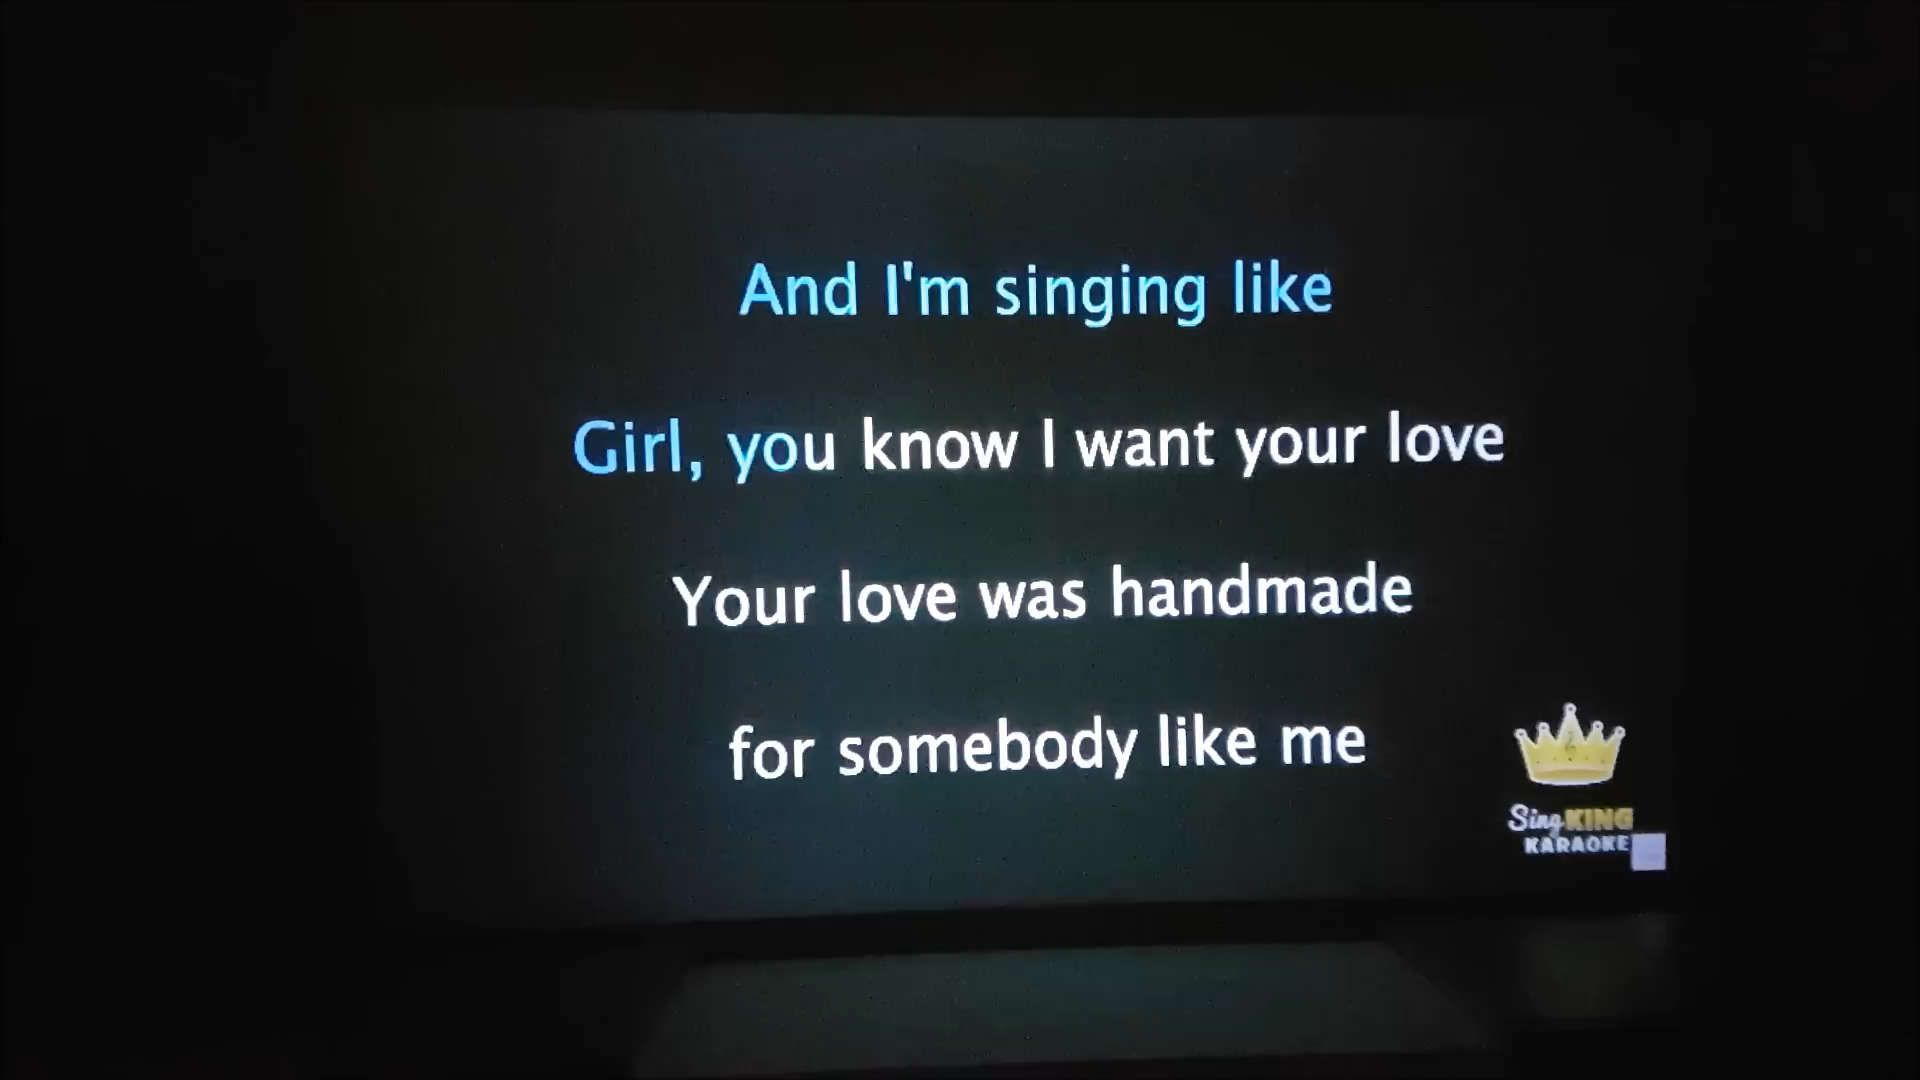 And I'm singing like
Girl, you know I want your love
Your love was handmade
for somebody like me
Sing KING
KARAOKE